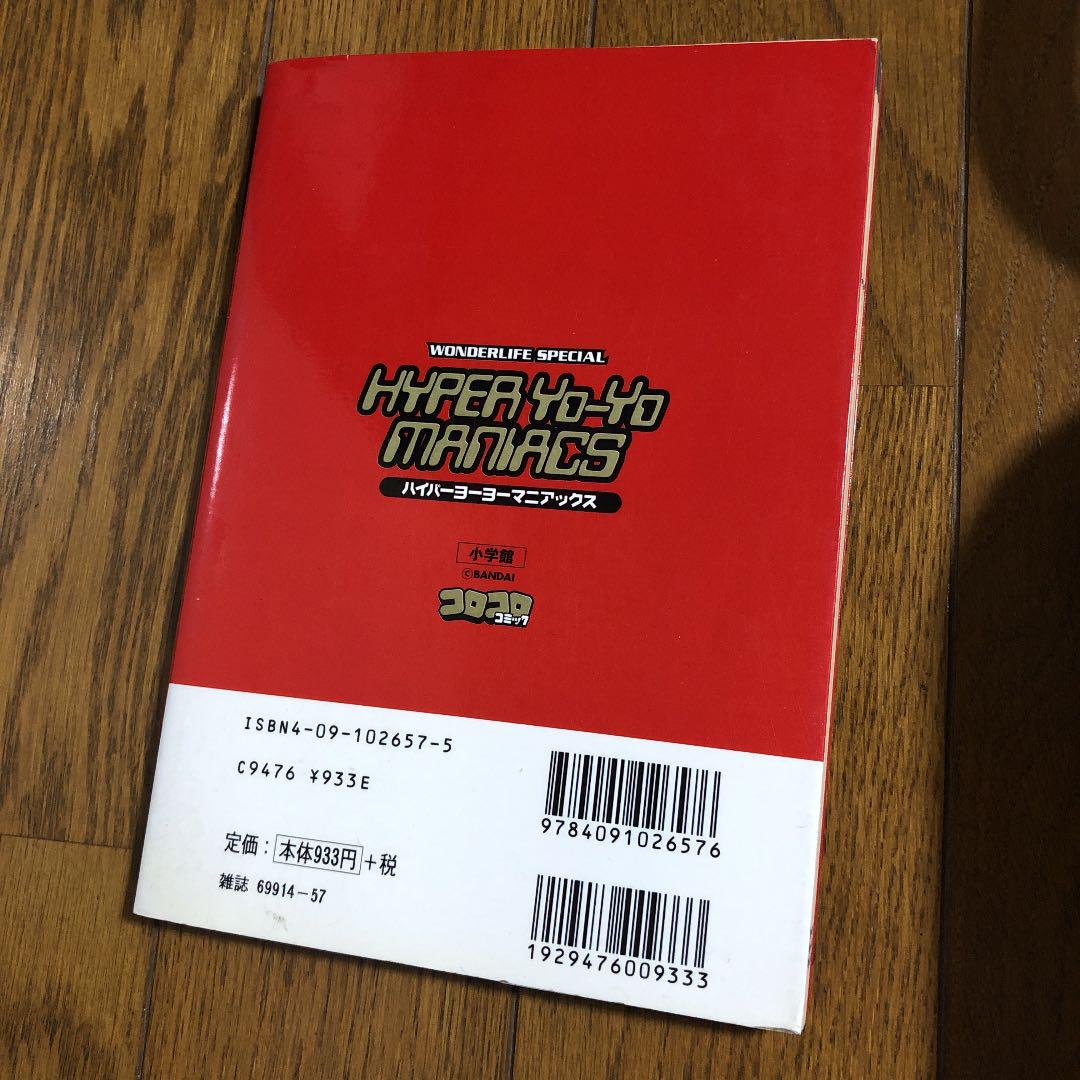 WONDERLIFE SPECIAL
HYPER YO-YO
MANIACS
ハイパーヨーヨーマニアックス
小学館
©BANDAI
コロコロ
コミック
ISBN4-09-102657-5
C9476 ¥933E
定価：本体933円+税
雑誌 69914-57
9784091026576
1929476009333